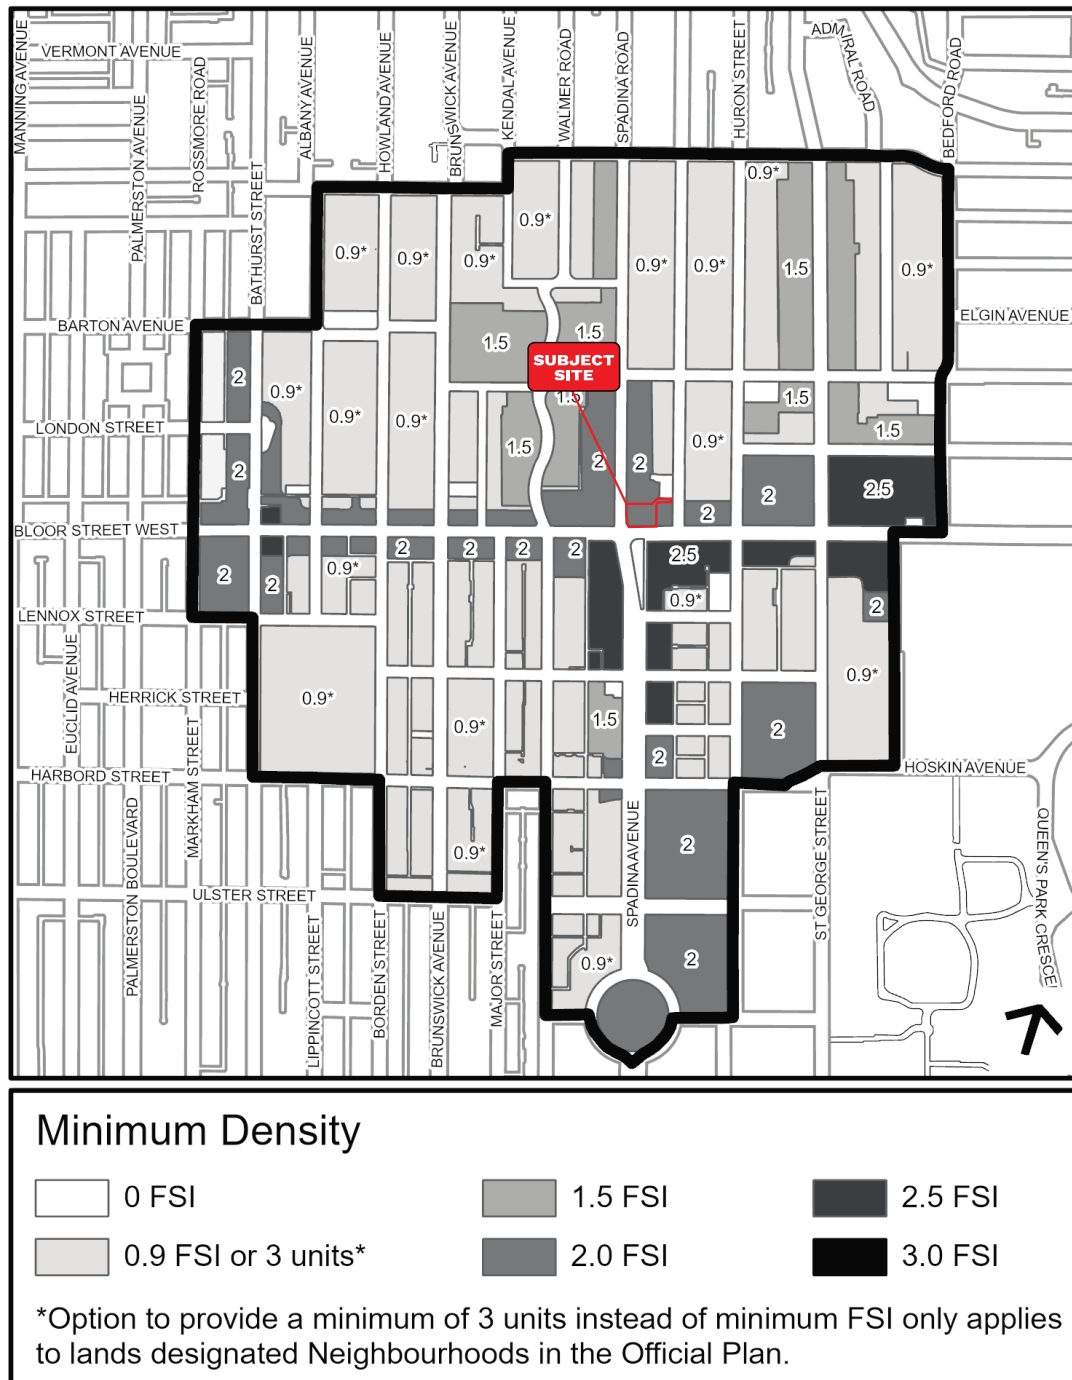 MANNING AVENUE
VERMONT AVENUE
PALMERSTON AVENUE
ROSSMORE ROAD
BATHURST STREET
ALBANY AVENUE
HOWLAND AVENUE
BRUNSWICK AVENUE
KENDAL AVENUE
WALMER ROAD
SPADINA ROAD
HURON STREET
ADMIRAL ROAD
BEDFORD ROAD
0.9*
0.9*
0.9*
0.9*
0.9*
0.9*
0.9*
1.5
0.9*
BARTON AVENUE
ELGIN AVENUE
1.5
1.5
SUBJECT
SITE
2
0.9*
0.9*
0.9*
1.5
1.5
LONDON STREET
0.9*
1.5
1.5
2
2
2
2
2.5
BLOOR STREET WEST
2
2
2
0.9*
2
2
2
2
2
2.5
0.9*
2
LENNOX STREET
EUCLID AVENUE
HERRICK STREET
0.9*
0.9*
1.5
2
2
0.9*
HARBORD STREET
MARKHAM STREET
HOSKIN AVENUE
PALMERSTON BOULEVARD
0.9*
SPADINA AVENUE
2
ST GEORGE STREET
QUEEN'S PARK CRESCE
ULSTER STREET
LIPPINCOTT STREET
BORDEN STREET
BRUNSWICK AVENUE
MAJOR STREET
0.9*
2
Minimum Density
0 FSI
1.5 FSI
2.5 FSI
0.9 FSI or 3 units*
2.0 FSI
3.0 FSI
*Option to provide a minimum of 3 units instead of minimum FSI only applies
to lands designated Neighbourhoods in the Official Plan.